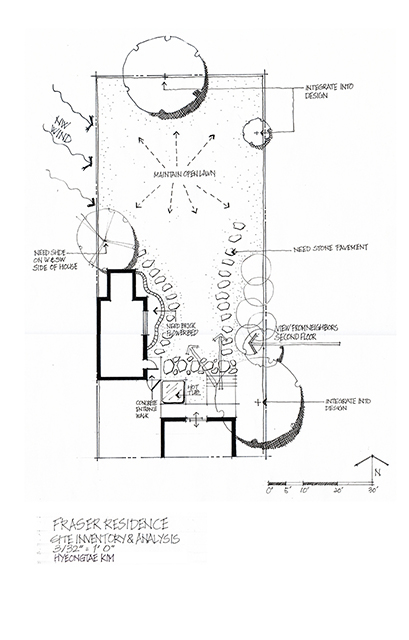 INTEGRATE INTO
DESIGN
NW
WIND
MAINTAIN OPEN LAWN
NEED SHDE
ON W & SW
SIDE OF HOUSE
NEED STONE PAVEMENT
NEED BRICK
FLOWERBED
VIEW FROM NEIGHBORS
SECOND FLOOR
HOT
TUB
CONCRETE
ENTRANCE
WALK
INTEGRATE INTO
DESIGN
N
0' 5' 10' 20' 30'
FRASER RESIDENCE
SITE INVENTORY & ANALYSIS
3/32" = 1' 0"
HYEONGTAE KIM